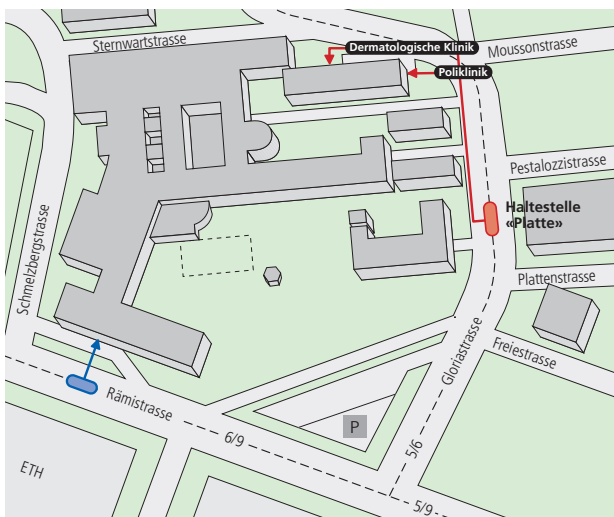 Sternwartstrasse
Dermatologische Klinik
Moussonstrasse
Poliklinik
Pestalozzistrasse
Haltestelle
«Platte»
Schmelzbergstrasse
Plattenstrasse
Gloriastrasse
Freiestrasse
Rämistrasse
P
6/9
5/6
ETH
5/9